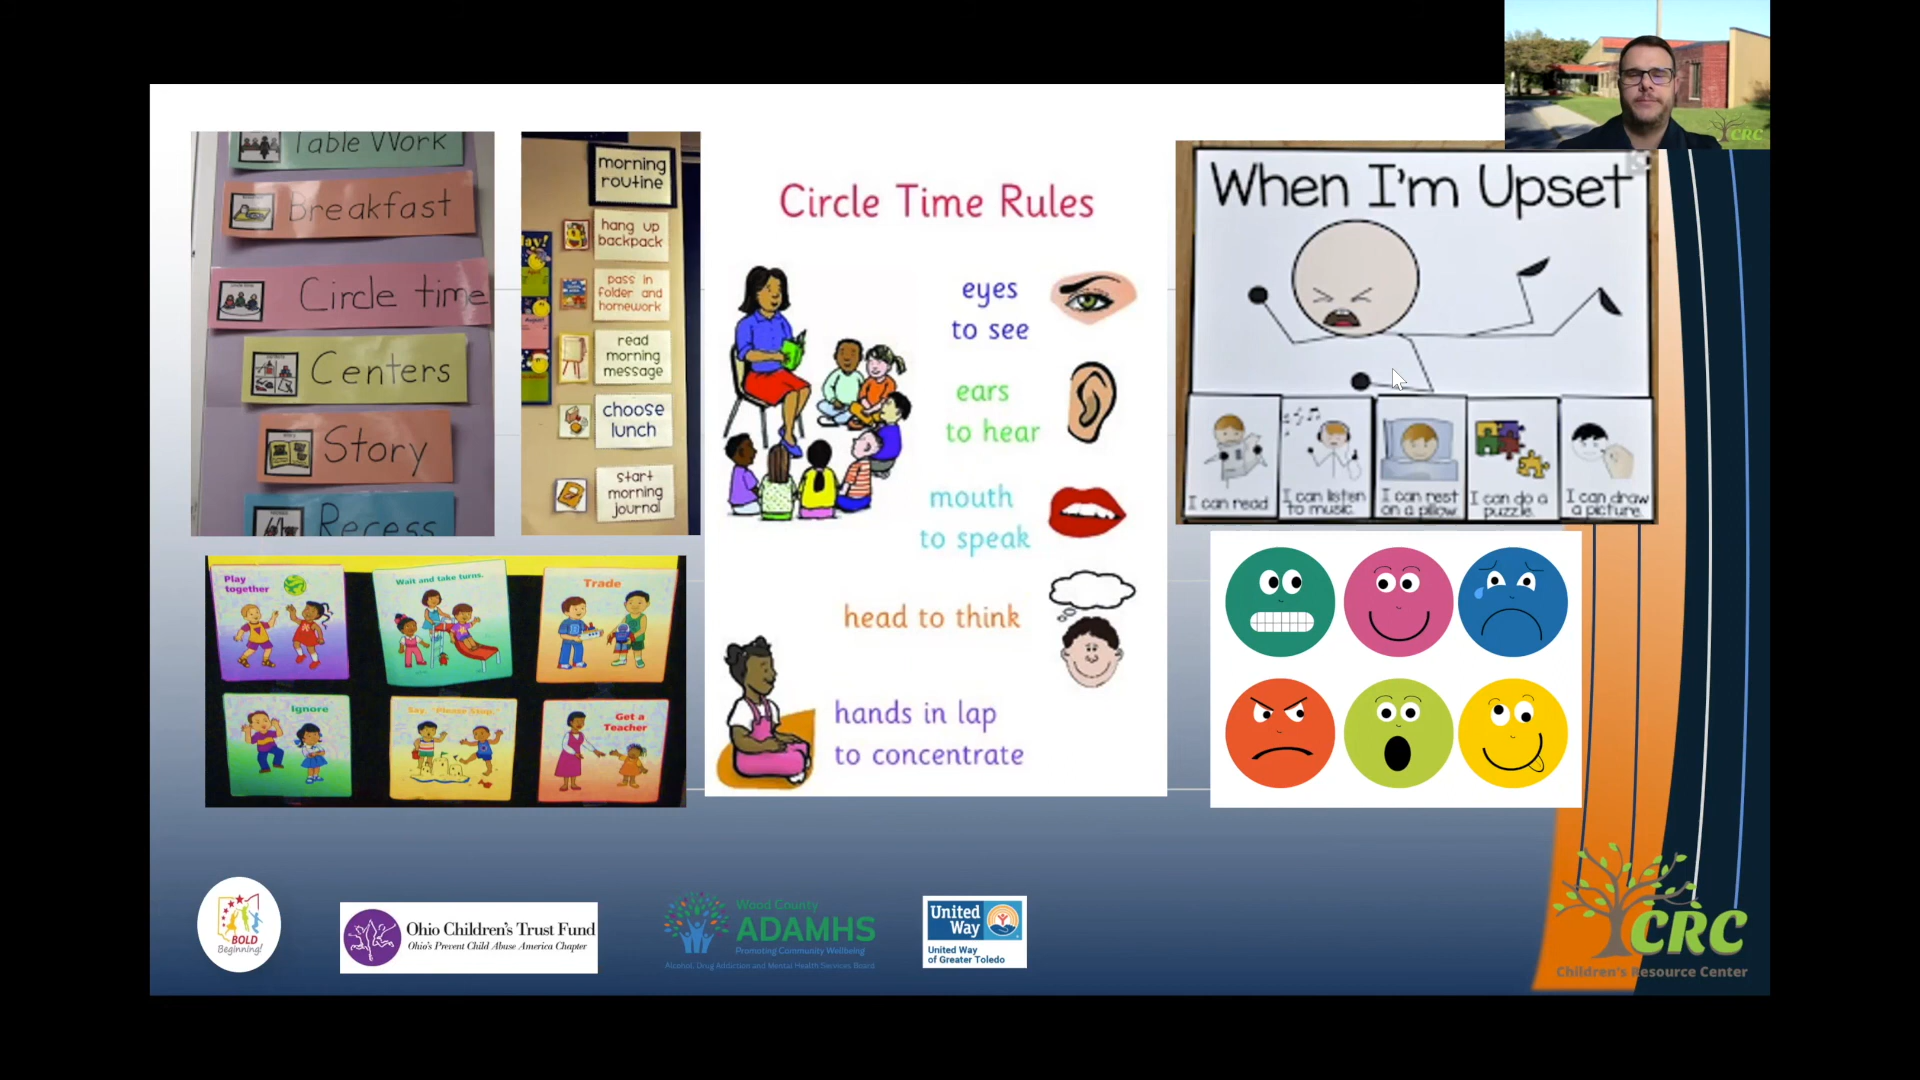 Table Work
Breakfast
Circle time
Centers
Story
Recess
morning
routine
hang up
backpack
pass in
folder and
homework
read
morning
message
choose
lunch
start
morning
journal
Circle Time Rules
eyes
to see
ears
to hear
mouth
to speak
head to think
hands in lap
to concentrate
When I'm Upset
I can read
I can listen
to music.
I can rest
on a pillow.
I can do a
puzzle.
I can draw
a picture.
Play
together
Wait and take turns.
Trade
Ignore
Say, "Please stop."
Get a
Teacher
BOLD
Beginning!
Ohio Children's Trust Fund
Ohio's Prevent Child Abuse America Chapter
Wood County
ADAMHS
Promoting Community Wellbeing
Alcohol, Drug Addiction and Mental Health Services Board
United
Way
United Way
of Greater Toledo
CRC
Children's Resource Center
CRC